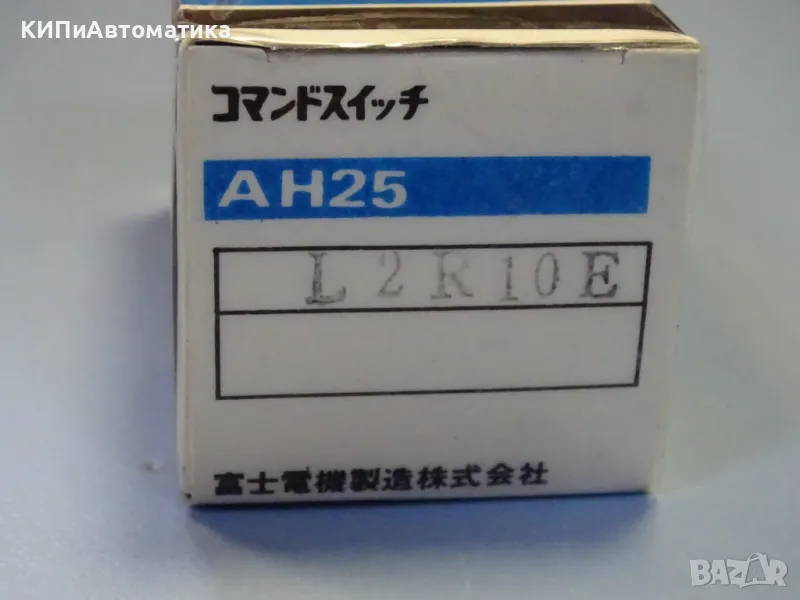 КИПиАвтоматика
コマンドスイッチ
AH25
L2R10E
富士電機製造株式会社
BAZAR